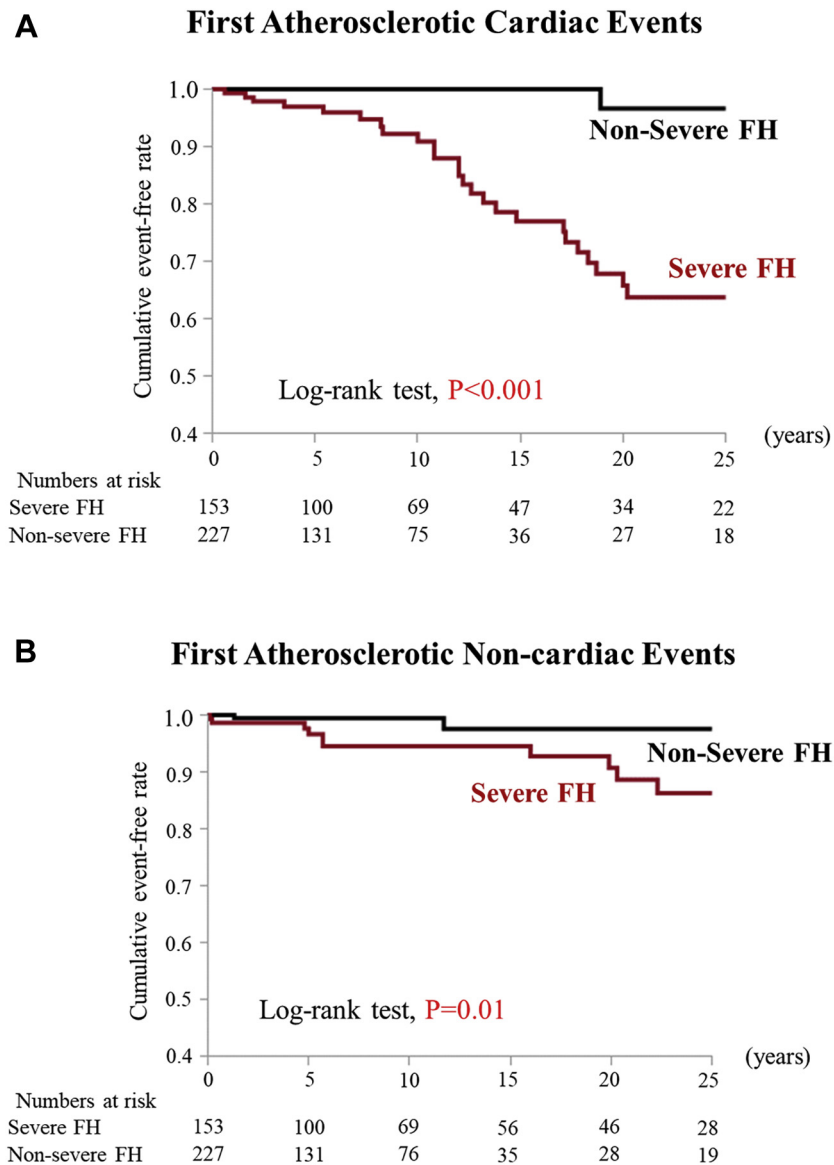 A
First Atherosclerotic Cardiac Events
Cumulative event-free rate
1.0
0.9
0.8
0.7
0.6
0.5
0.4
Non-Severe FH
Severe FH
Log-rank test, P<0.001
0 5 10 15 20 25
(years)
Numbers at risk
Severe FH 153 100 69 47 34 22
Non-severe FH 227 131 75 36 27 18
B
First Atherosclerotic Non-cardiac Events
Cumulative event-free rate
1.0
0.9
0.8
0.7
0.6
0.5
0.4
Non-Severe FH
Severe FH
Log-rank test, P=0.01
0 5 10 15 20 25
(years)
Numbers at risk
Severe FH 153 100 69 56 46 28
Non-severe FH 227 131 76 35 28 19